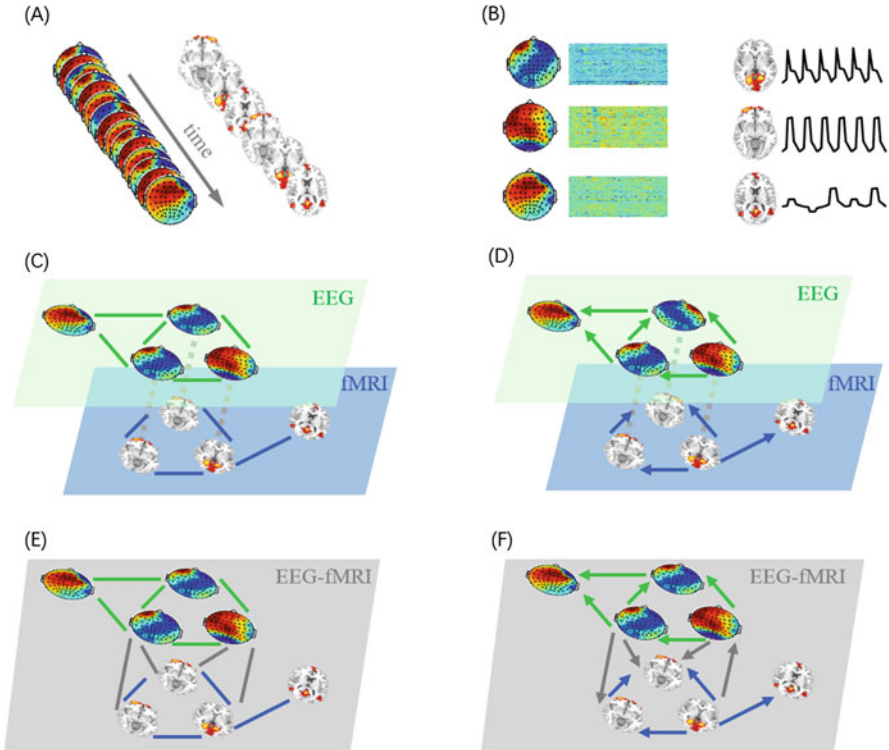 (A)
time
(B)
(C)
EEG
fMRI
(D)
EEG
fMRI
(E)
EEG-fMRI
(F)
EEG-fMRI